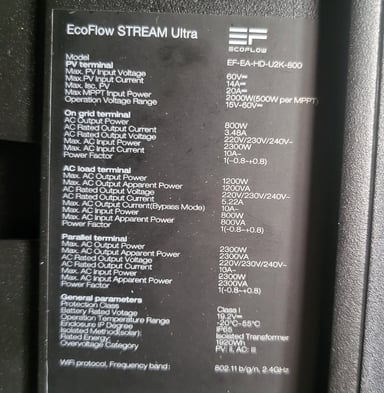 EcoFlow STREAM Ultra
EF
ECOFLOW
Model EF-EA-HD-U2K-800
PV terminal
Max. PV Input Voltage 60V⎓
Max.PV Input Current 14A⎓
Max. Isc. PV 20A⎓
Max MPPT Input Power 2000W(500W per MPPT)
Operation Voltage Range 15V-60V⎓
On grid terminal
AC Output Power 800W
AC Rated Output Current 3.48A
AC Rated Output Voltage 220V/230V/240V~
Max. AC Input Power 2300W
Max. AC Input Current 10A~
Power Factor 1(-0.8~+0.8)
AC load terminal
Max. AC Output Power 1200W
Max. AC Output Apparent Power 1200VA
AC Rated Output Voltage 220V/230V/240V~
AC Rated Output Current 5.22A
Max. AC Output Current(Bypass Mode) 10A~
Max. AC Input Power 800W
Max. AC Input Apparent Power 800VA
Power Factor 1(-0.8~+0.8)
Parallel terminal
Max. AC Output Power 2300W
Max. AC Output Apparent Power 2300VA
AC Rated Output Voltage 220V/230V/240V~
AC Rated Output Current 10A~
Max. AC Input Power 2300W
Max. AC Input Apparent Power 2300VA
Power Factor 1(-0.8~+0.8)
General parameters
Protection Class Class I
Battery Rated Voltage 19.2V⎓
Operation Temperature Range -20°C~55°C
Enclosure IP Degree IP65
Isolated Method(soler) Isolated Transformer
Rated Energy 1920Wh
Overvoltage Category PV: II, AC: III
WiFi protocol, Frequency band: 802.11 b/g/n, 2.4GHz